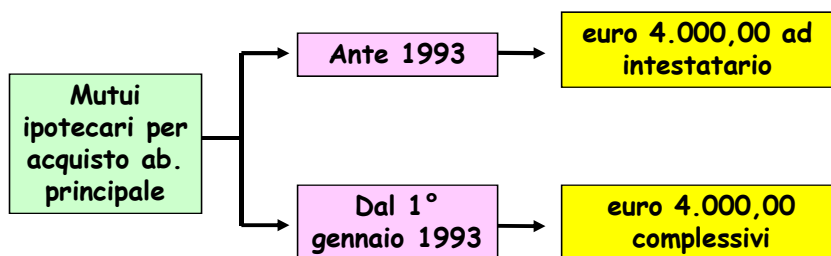 Mutui
ipotecari per
acquisto ab.
principale
Ante 1993
euro 4.000,00 ad
intestatario
Dal 1°
gennaio 1993
euro 4.000,00
complessivi